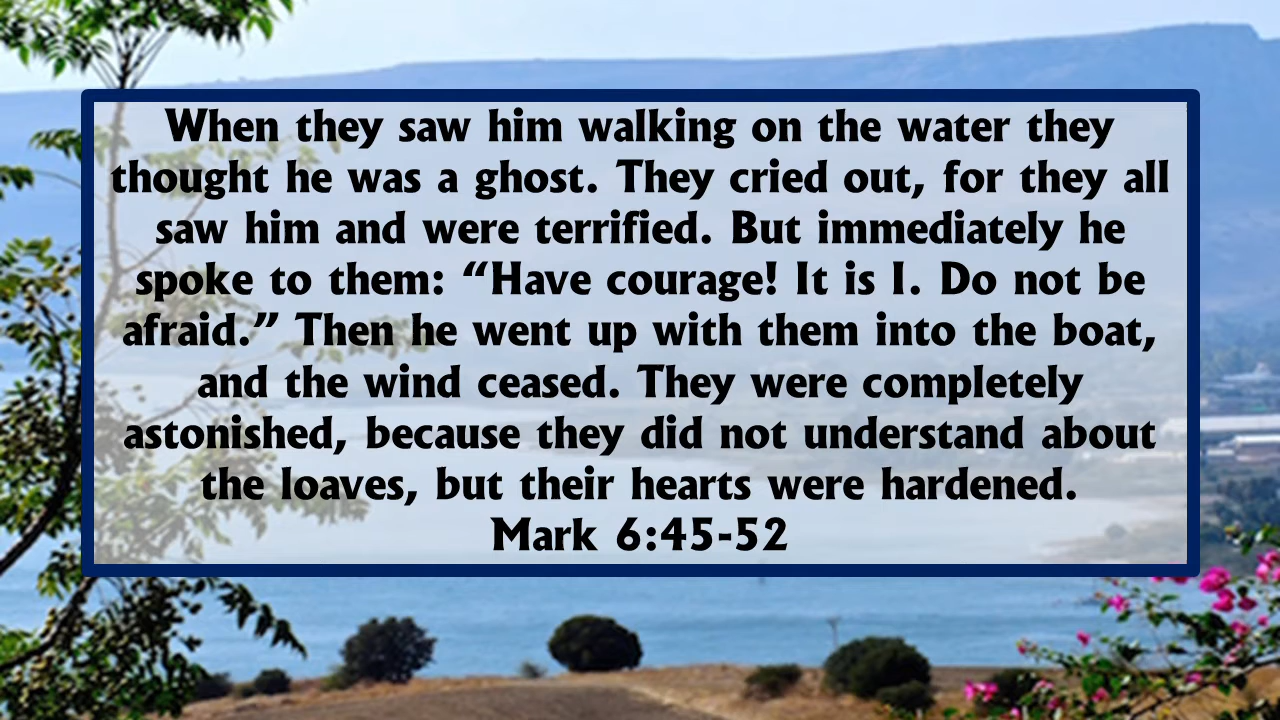 When they saw him walking on the water they
thought he was a ghost. They cried out, for they all
saw him and were terrified. But immediately he
spoke to them: “Have courage! It is I. Do not be
afraid.” Then he went up with them into the boat,
and the wind ceased. They were completely
astonished, because they did not understand about
the loaves, but their hearts were hardened.
Mark 6:45-52